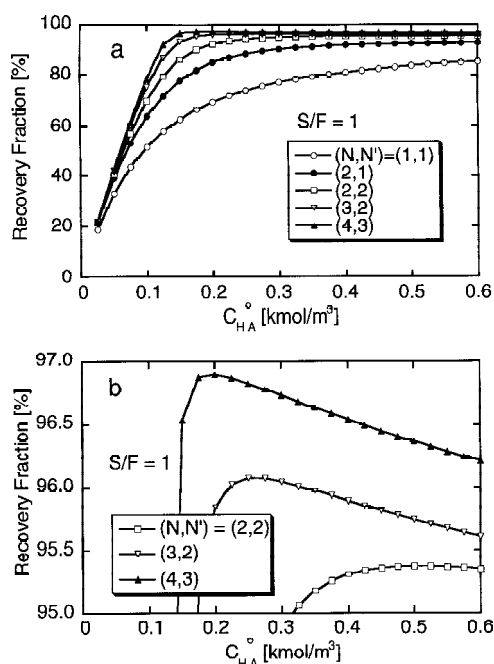 100
80
60
40
20
0
Recovery Fraction [%]
a
S/F = 1
(N,N')=(1,1)
(2,1)
(2,2)
(3,2)
(4,3)
0 0.1 0.2 0.3 0.4 0.5 0.6
C°HA [kmol/m³]
97.0
96.5
96.0
95.5
95.0
Recovery Fraction [%]
b
S/F = 1
(N,N') = (2,2)
(3,2)
(4,3)
0 0.1 0.2 0.3 0.4 0.5 0.6
C°HA [kmol/m³]